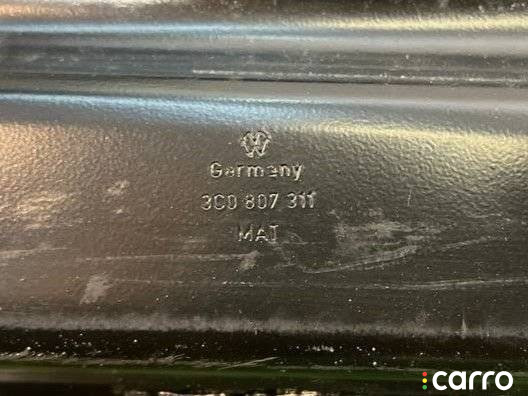 Germany
3C0 807 311
MAT
carro